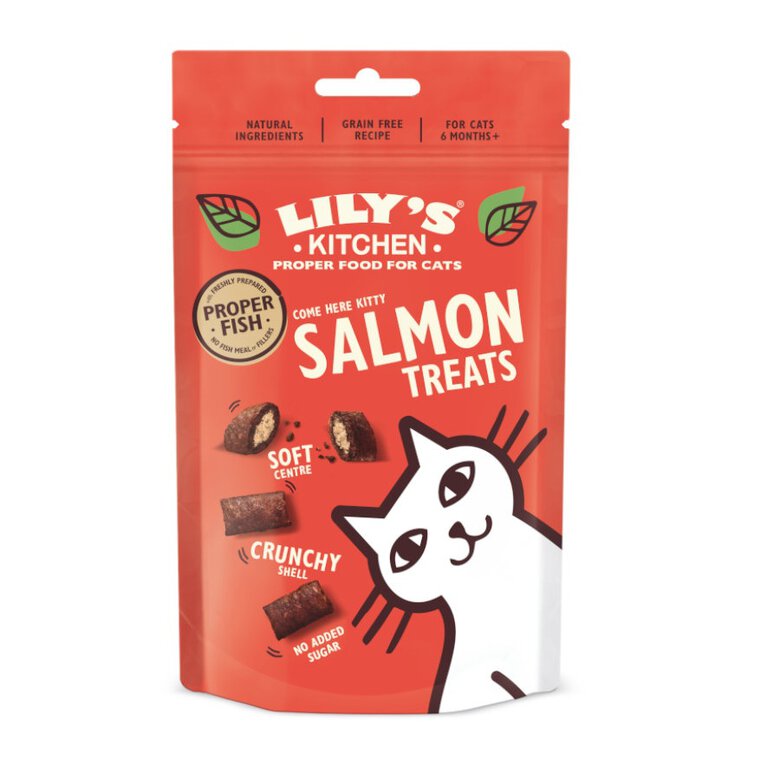 NATURAL INGREDIENTS
GRAIN FREE RECIPE
FOR CATS 6 MONTHS+
LILY'S®
• KITCHEN •
PROPER FOOD FOR CATS
with FRESHLY PREPARED
PROPER
• FISH •
NO FISH MEAL or FILLERS
COME HERE KITTY
SALMON
TREATS
SOFT
CENTRE
CRUNCHY
SHELL
NO ADDED
SUGAR